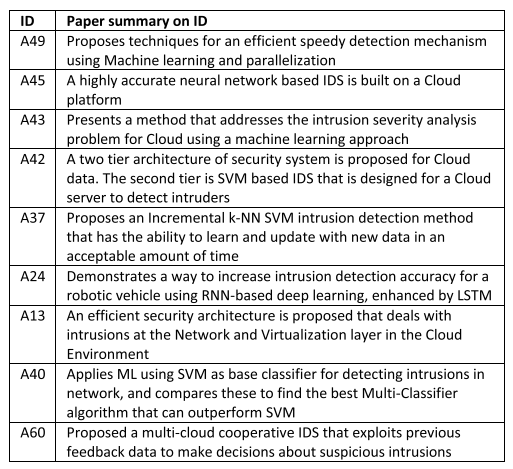 ID Paper summary on ID
A49 Proposes techniques for an efficient speedy detection mechanism
using Machine learning and parallelization
A45 A highly accurate neural network based IDS is built on a Cloud
platform
A43 Presents a method that addresses the intrusion severity analysis
problem for Cloud using a machine learning approach
A42 A two tier architecture of security system is proposed for Cloud
data. The second tier is SVM based IDS that is designed for a Cloud
server to detect intruders
A37 Proposes an Incremental k-NN SVM intrusion detection method
that has the ability to learn and update with new data in an
acceptable amount of time
A24 Demonstrates a way to increase intrusion detection accuracy for a
robotic vehicle using RNN-based deep learning, enhanced by LSTM
A13 An efficient security architecture is proposed that deals with
intrusions at the Network and Virtualization layer in the Cloud
Environment
A40 Applies ML using SVM as base classifier for detecting intrusions in
network, and compares these to find the best Multi-Classifier
algorithm that can outperform SVM
A60 Proposed a multi-cloud cooperative IDS that exploits previous
feedback data to make decisions about suspicious intrusions